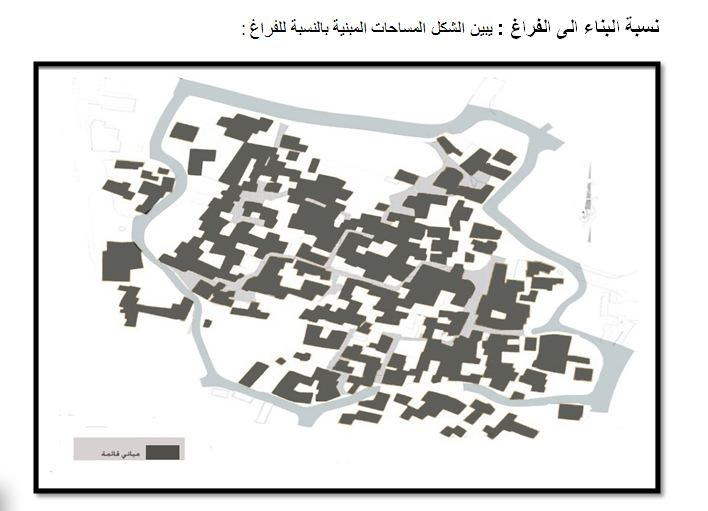 نسبة البناء الى الفراغ : يبين الشكل المساحات المبنية بالنسبة للفراغ :
مباني قائمة